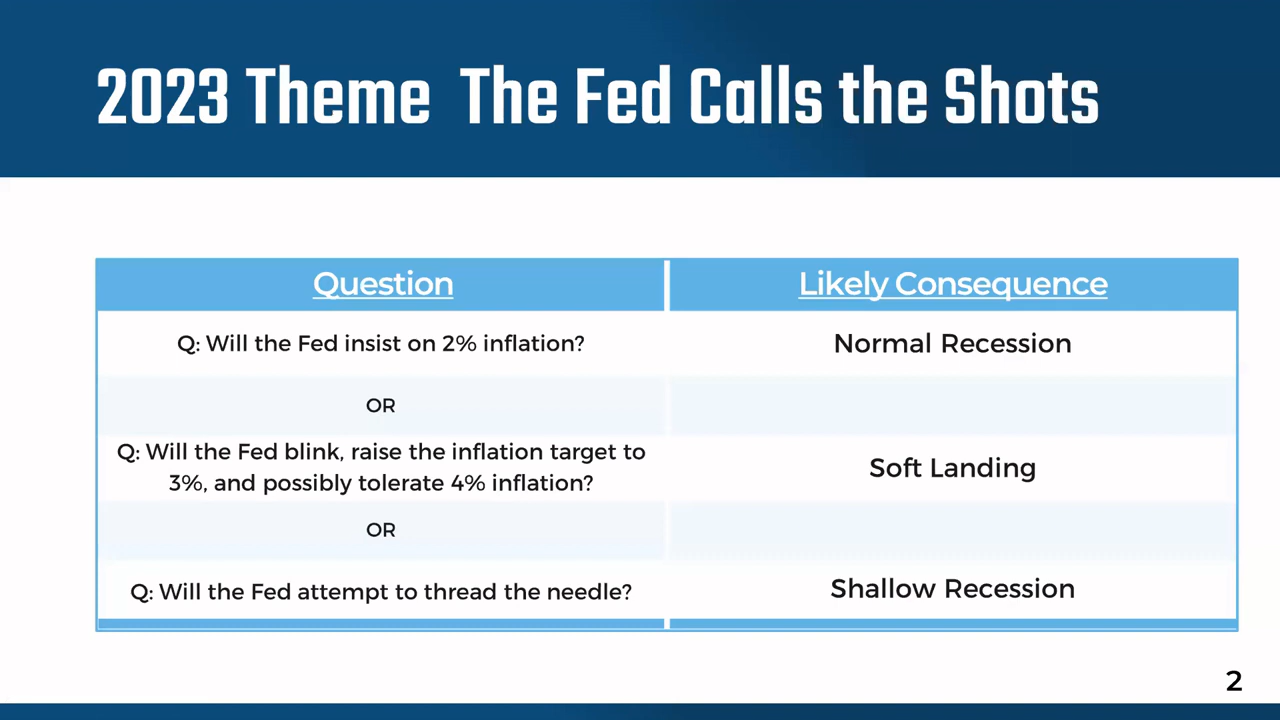 2023 Theme  The Fed Calls the Shots
Question
Likely Consequence
Q: Will the Fed insist on 2% inflation?
Normal Recession
OR
Q: Will the Fed blink, raise the inflation target to
3%, and possibly tolerate 4% inflation?
Soft Landing
OR
Q: Will the Fed attempt to thread the needle?
Shallow Recession
2